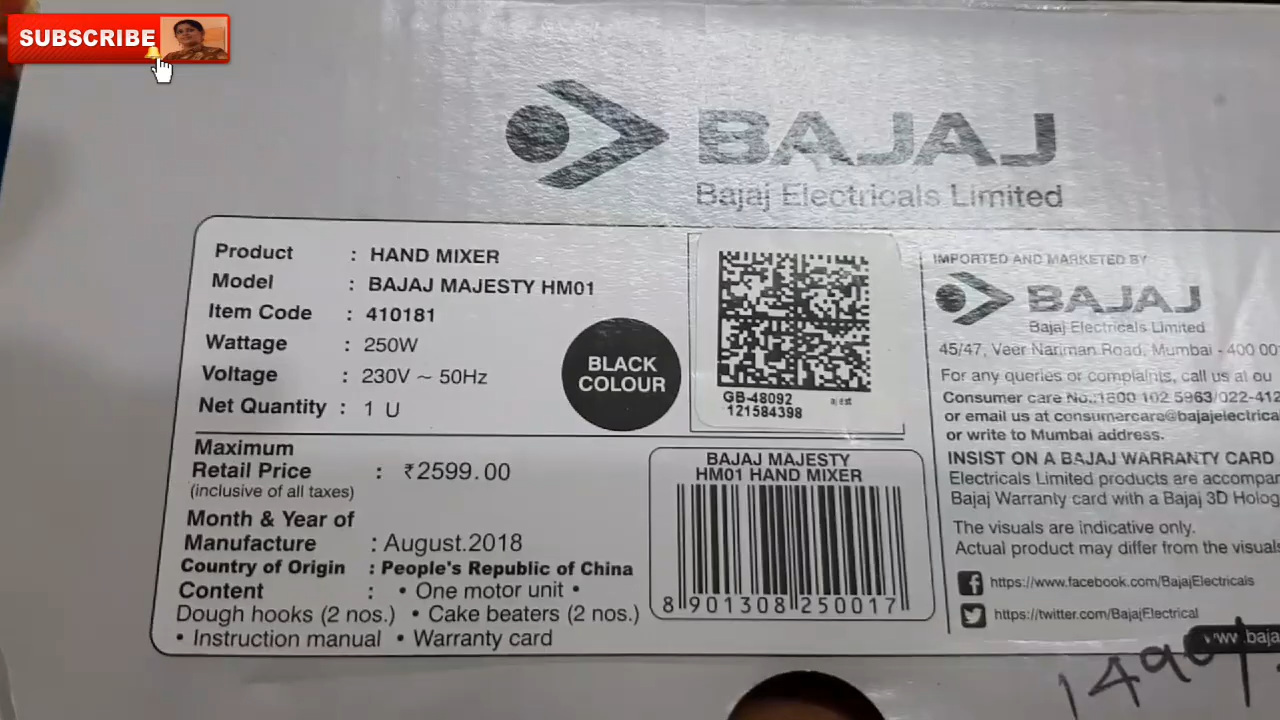 SUBSCRIBE
BAJAJ
Bajaj Electricals Limited
Product : HAND MIXER
Model : BAJAJ MAJESTY HM01
Item Code : 410181
Wattage : 250W
Voltage : 230V ~ 50Hz
Net Quantity : 1 U
BLACK
COLOUR
GB-48092
121584398
Maximum
Retail Price : ₹2599.00
(inclusive of all taxes)
Month & Year of
Manufacture : August.2018
Country of Origin : People's Republic of China
Content : • One motor unit •
Dough hooks (2 nos.) • Cake beaters (2 nos.)
• Instruction manual • Warranty card
BAJAJ MAJESTY
HM01 HAND MIXER
8 901308 250017
IMPORTED AND MARKETED BY
BAJAJ
Bajaj Electricals Limited
45/47, Veer Nariman Road, Mumbai - 400 00
For any queries or complaints, call us at ou
Consumer care No.:1800 102 5963/022-412
or email us at consumercare@bajajelectrica
or write to Mumbai address.
INSIST ON A BAJAJ WARRANTY CARD
Electricals Limited products are accompan
Bajaj Warranty card with a Bajaj 3D Holog
The visuals are indicative only.
Actual product may differ from the visuals
https://www.facebook.com/BajajElectricals
https://twitter.com/BajajElectrical
www.baja